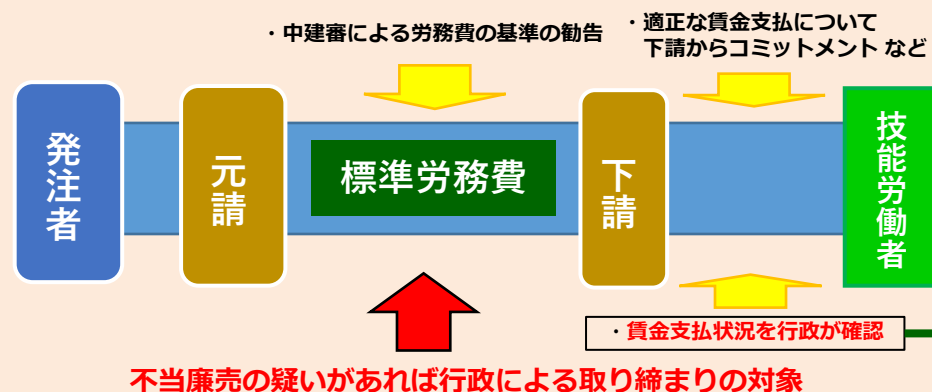 ・中建審による労務費の基準の勧告
・適正な賃金支払について
下請からコミットメント など
発注者
元請
標準労務費
下請
技能労働者
・賃金支払状況を行政が確認
不当廉売の疑いがあれば行政による取り締まりの対象